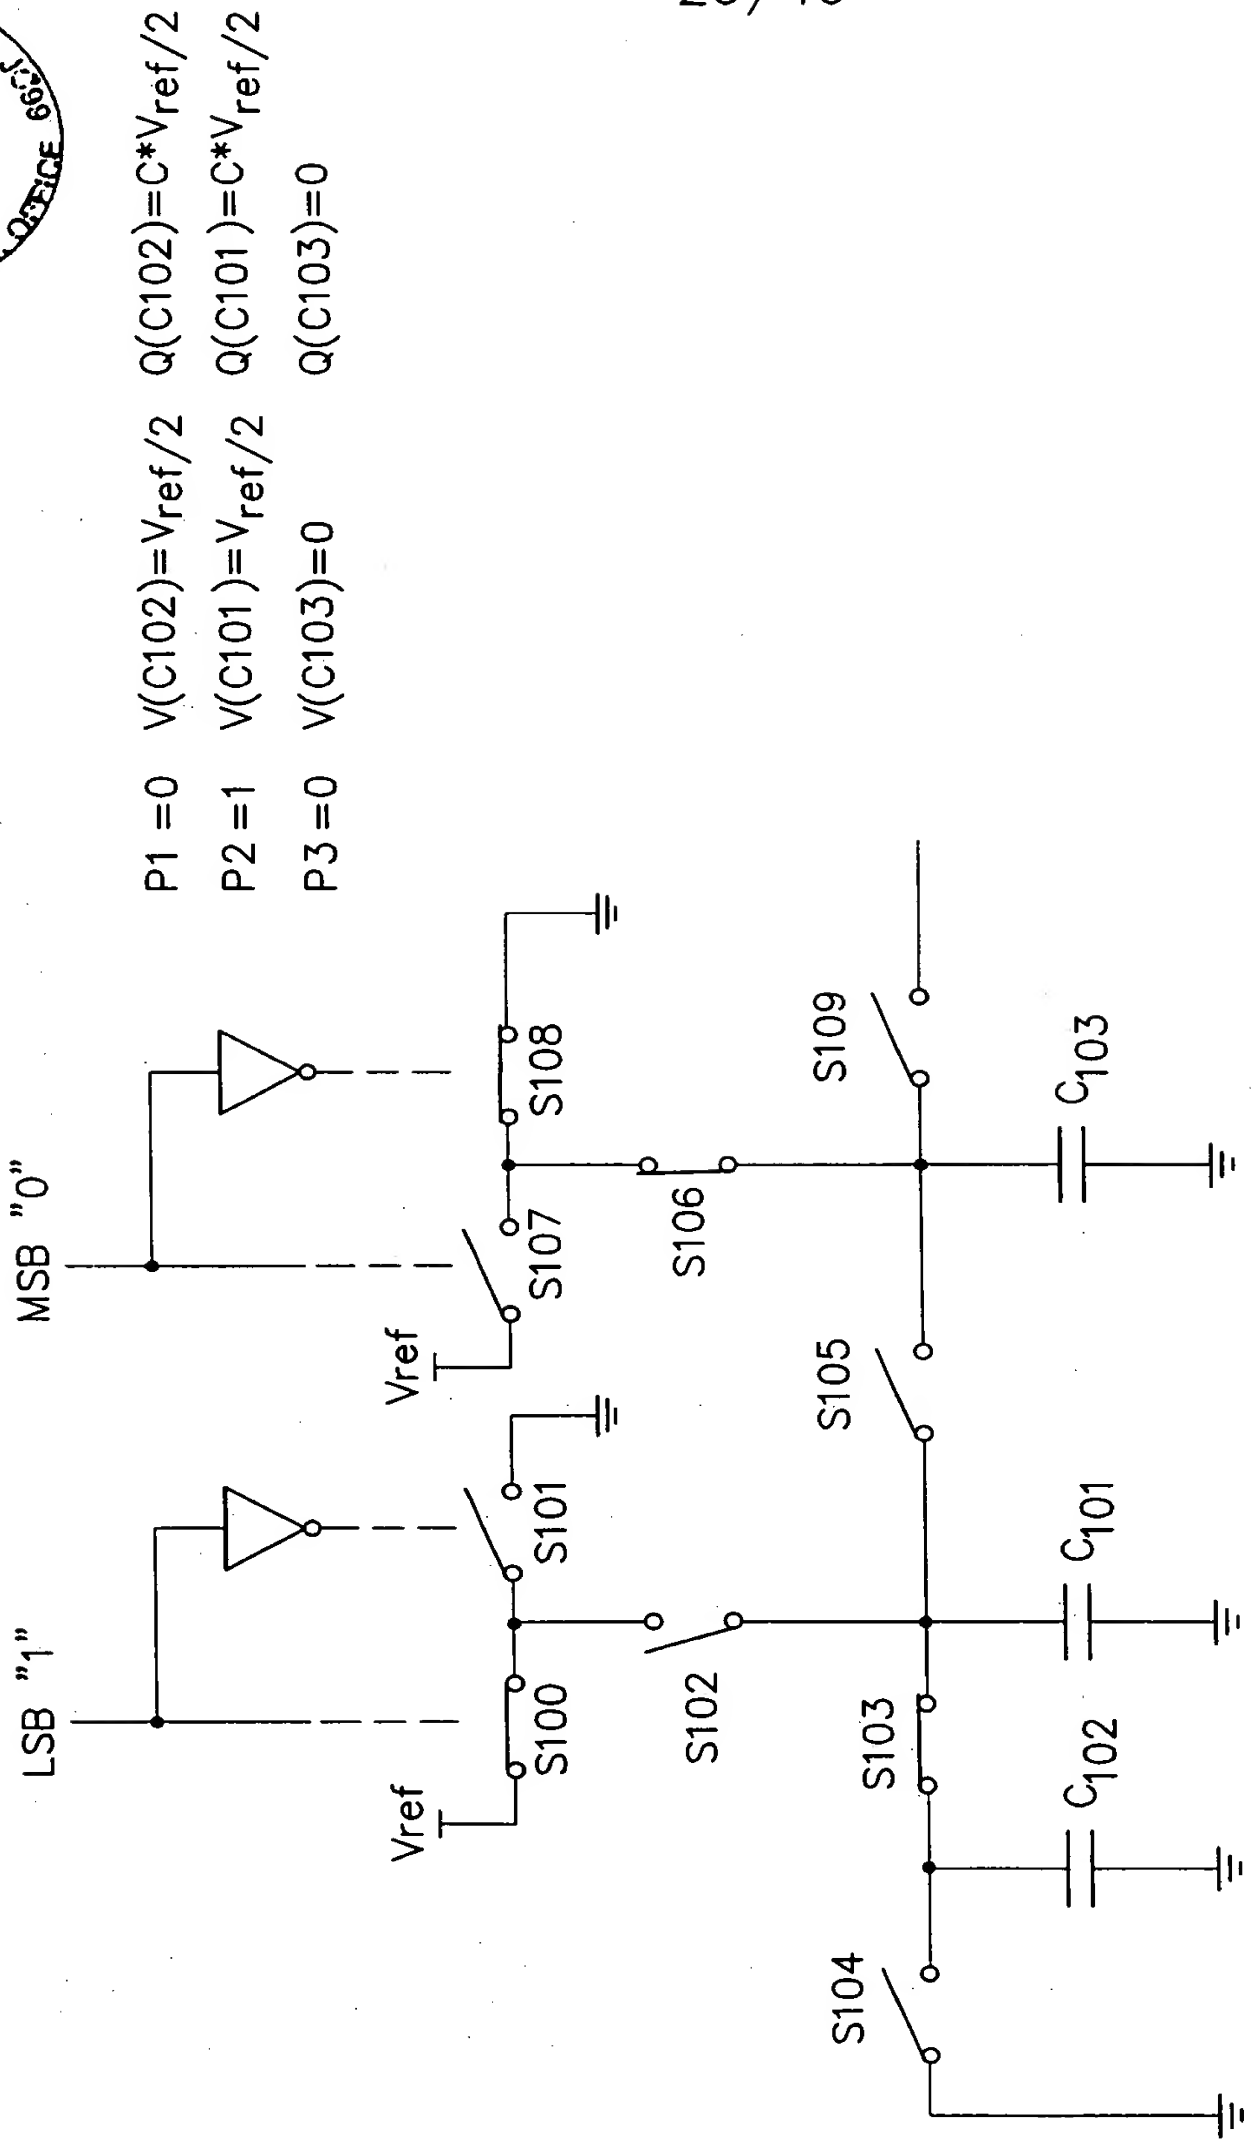 P1 =0 V(C102)=Vref/2 Q(C102)=C*Vref/2
P2 =1 V(C101)=Vref/2 Q(C101)=C*Vref/2
P3 =0 V(C103)=0 Q(C103)=0
LSB "1"
MSB "0"
Vref
Vref
S100
S101
S107
S108
S102
S106
S104
S103
S105
S109
C102
C101
C103
OFFICE